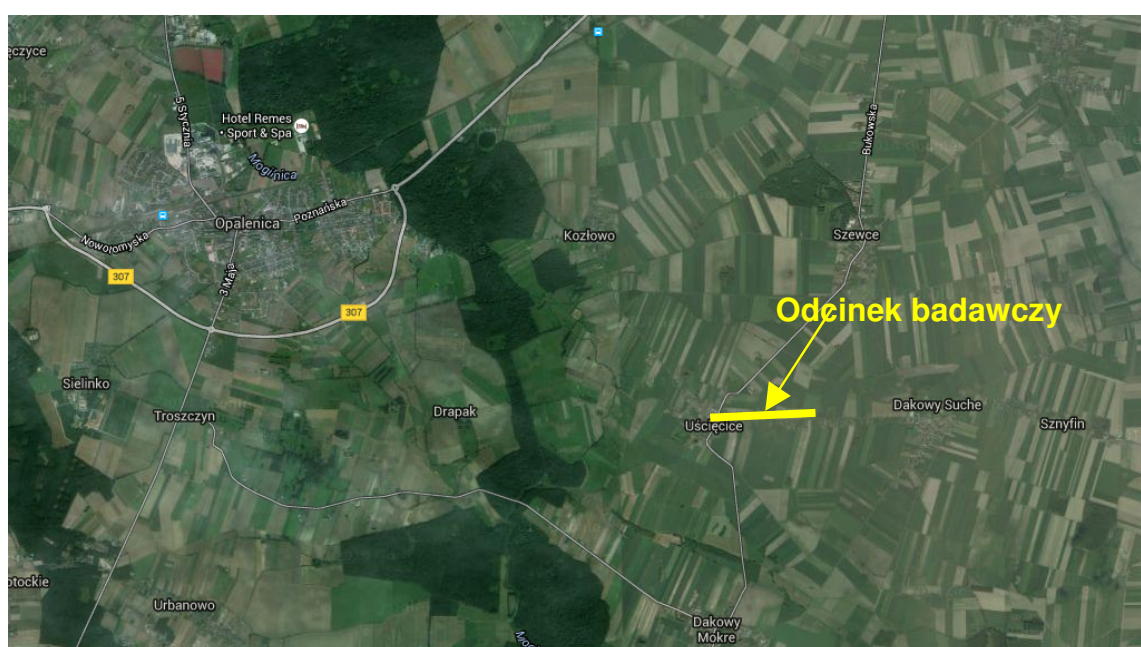 ęczyce
5 Stycznia
Hotel Remes
• Sport & Spa
Mogilnica
Bukowska
Poznańska
Opalenica
Nowotomyska
Kozłowo
Szewce
3 Maja
307
307
Odcinek badawczy
Sielinko
Troszczyn
Drapak
Uścięcice
Dakowy Suche
Sznyfin
otockie
Urbanowo
Dakowy
Mokre